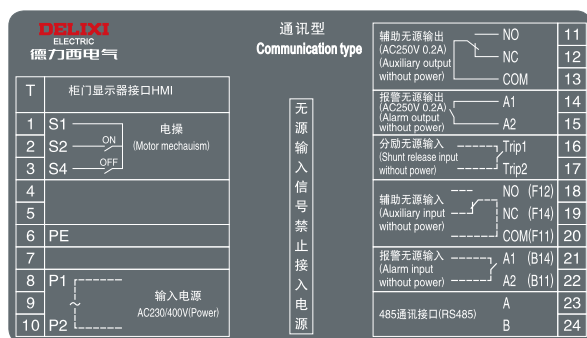 DELIXI
ELECTRIC
德力西电气
通讯型
Communication type
T 柜门显示器接口HMI
1 S1 电操
2 S2 ON (Motor mechauism)
3 S4 OFF
4
5
6 PE
7
8 P1
9 ~ 输入电源
AC230/400V(Power)
10 P2
无
源
输
入
信
号
禁
止
接
入
电
源
辅助无源输出 NO 11
(AC250V 0.2A) NC 12
(Auxiliary output
without power) COM 13
报警无源输出 A1 14
(AC250V 0.2A)
(Alarm output
without power) A2 15
分励无源输入 Trip1 16
(Shunt release input
without power) Trip2 17
辅助无源输入 NO (F12) 18
(Auxiliary input NC (F14) 19
without power) COM(F11) 20
报警无源输入 A1 (B14) 21
(Alarm input
without power) A2 (B11) 22
485通讯接口(RS485) A 23
B 24